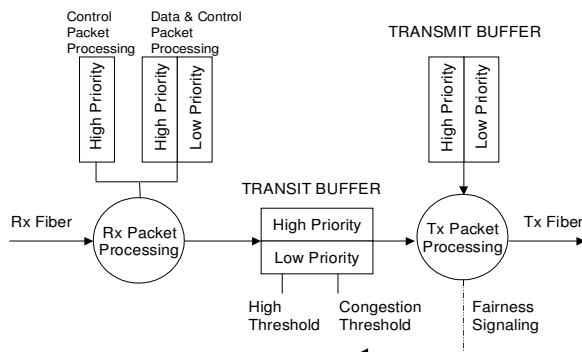 Control
Packet
Processing
Data & Control
Packet
Processing
High Priority
High Priority
Low Priority
TRANSMIT BUFFER
High Priority
Low Priority
TRANSIT BUFFER
Rx Fiber
Rx Packet
Processing
High Priority
Low Priority
Tx Packet
Processing
Tx Fiber
High
Threshold
Congestion
Threshold
Fairness
Signaling